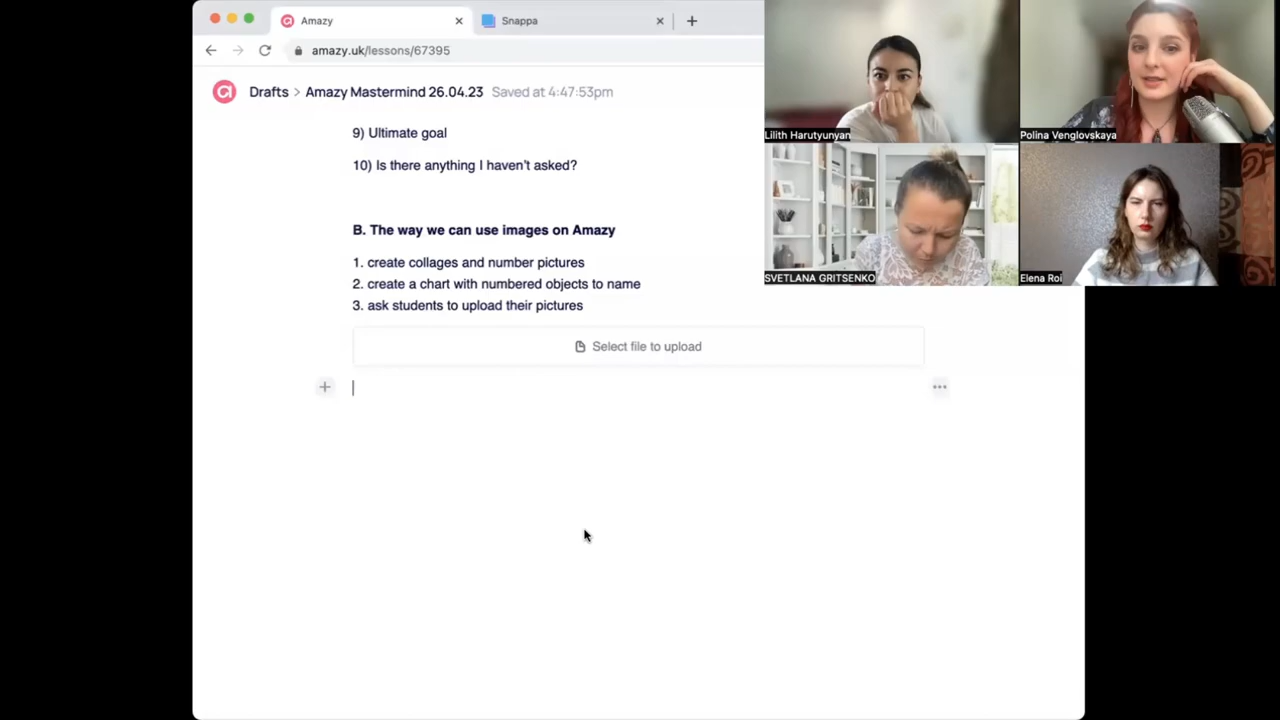 Amazy
Snappa
amazy.uk/lessons/67395
Drafts > Amazy Mastermind 26.04.23 Saved at 4:47:53pm
9) Ultimate goal
10) Is there anything I haven't asked?
B. The way we can use images on Amazy
1. create collages and number pictures
2. create a chart with numbered objects to name
3. ask students to upload their pictures
Select file to upload
Lilith Harutyunyan
Polina Venglovskaya
SVETLANA GRITSENKO
Elena Roi